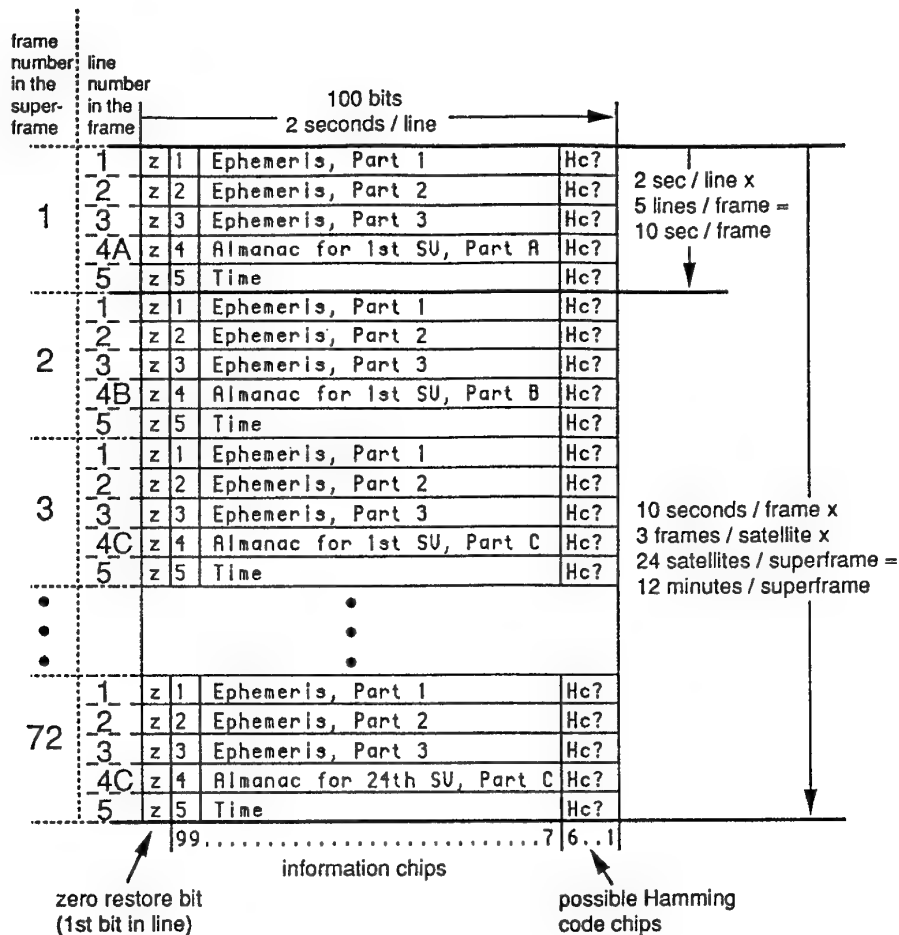 frame
number
in the
super-
frame
line
number
in the
frame
100 bits
2 seconds / line
1
1 z 1 Ephemeris, Part 1 Hc?
2 z 2 Ephemeris, Part 2 Hc?
3 z 3 Ephemeris, Part 3 Hc?
4A z 4 Almanac for 1st SV, Part A Hc?
5 z 5 Time Hc?
2 sec / line x
5 lines / frame =
10 sec / frame
2
1 z 1 Ephemeris, Part 1 Hc?
2 z 2 Ephemeris, Part 2 Hc?
3 z 3 Ephemeris, Part 3 Hc?
4B z 4 Almanac for 1st SV, Part B Hc?
5 z 5 Time Hc?
3
1 z 1 Ephemeris, Part 1 Hc?
2 z 2 Ephemeris, Part 2 Hc?
3 z 3 Ephemeris, Part 3 Hc?
4C z 4 Almanac for 1st SV, Part C Hc?
5 z 5 Time Hc?
10 seconds / frame x
3 frames / satellite x
24 satellites / superframe =
12 minutes / superframe
72
1 z 1 Ephemeris, Part 1 Hc?
2 z 2 Ephemeris, Part 2 Hc?
3 z 3 Ephemeris, Part 3 Hc?
4C z 4 Almanac for 24th SV, Part C Hc?
5 z 5 Time Hc?
99.........................7 6..1
information chips
zero restore bit
(1st bit in line)
possible Hamming
code chips